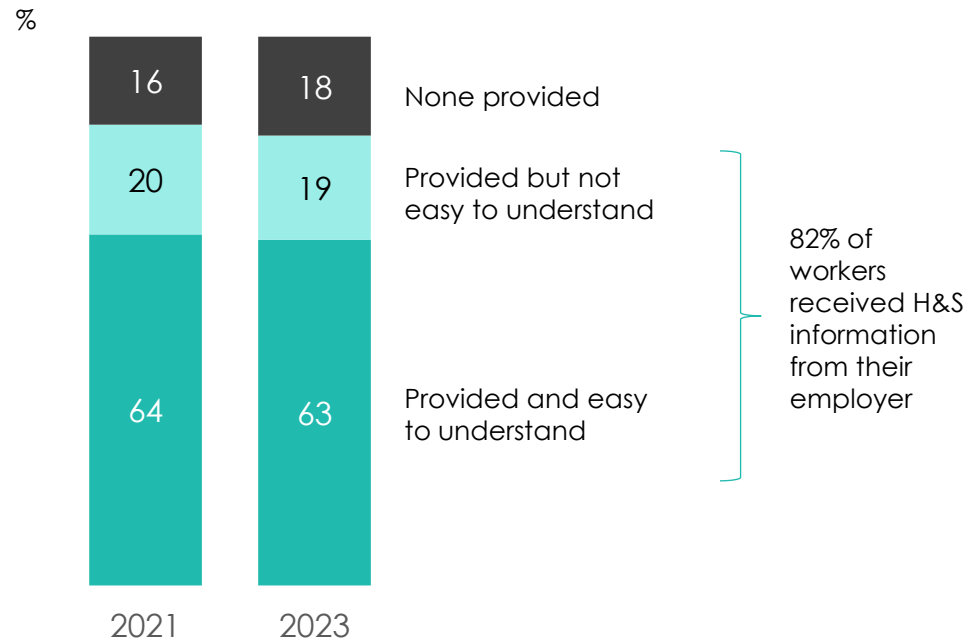 %
16
18
None provided
20
19
Provided but not
easy to understand
82% of
workers
received H&S
information
from their
employer
64
63
Provided and easy
to understand
2021
2023